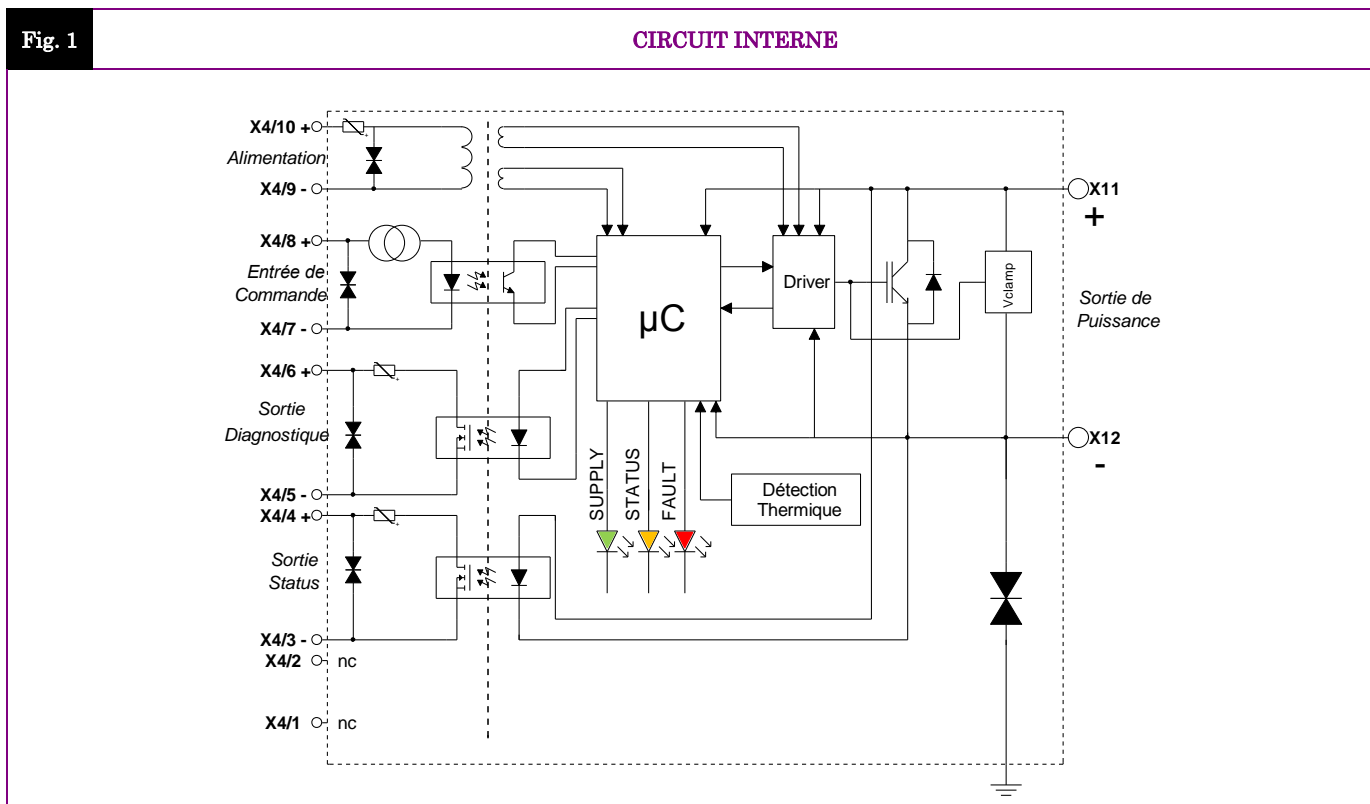 Fig. 1
CIRCUIT INTERNE
X4/10 +
Alimentation
X4/9 -
X4/8 +
Entrée de
Commande
X4/7 -
X4/6 +
Sortie
Diagnostique
X4/5 -
X4/4 +
Sortie
Status
X4/3 -
X4/2 nc
X4/1 nc
µC
Driver
Vclamp
X11
+
Sortie de
Puissance
X12
-
SUPPLY
STATUS
FAULT
Détection
Thermique